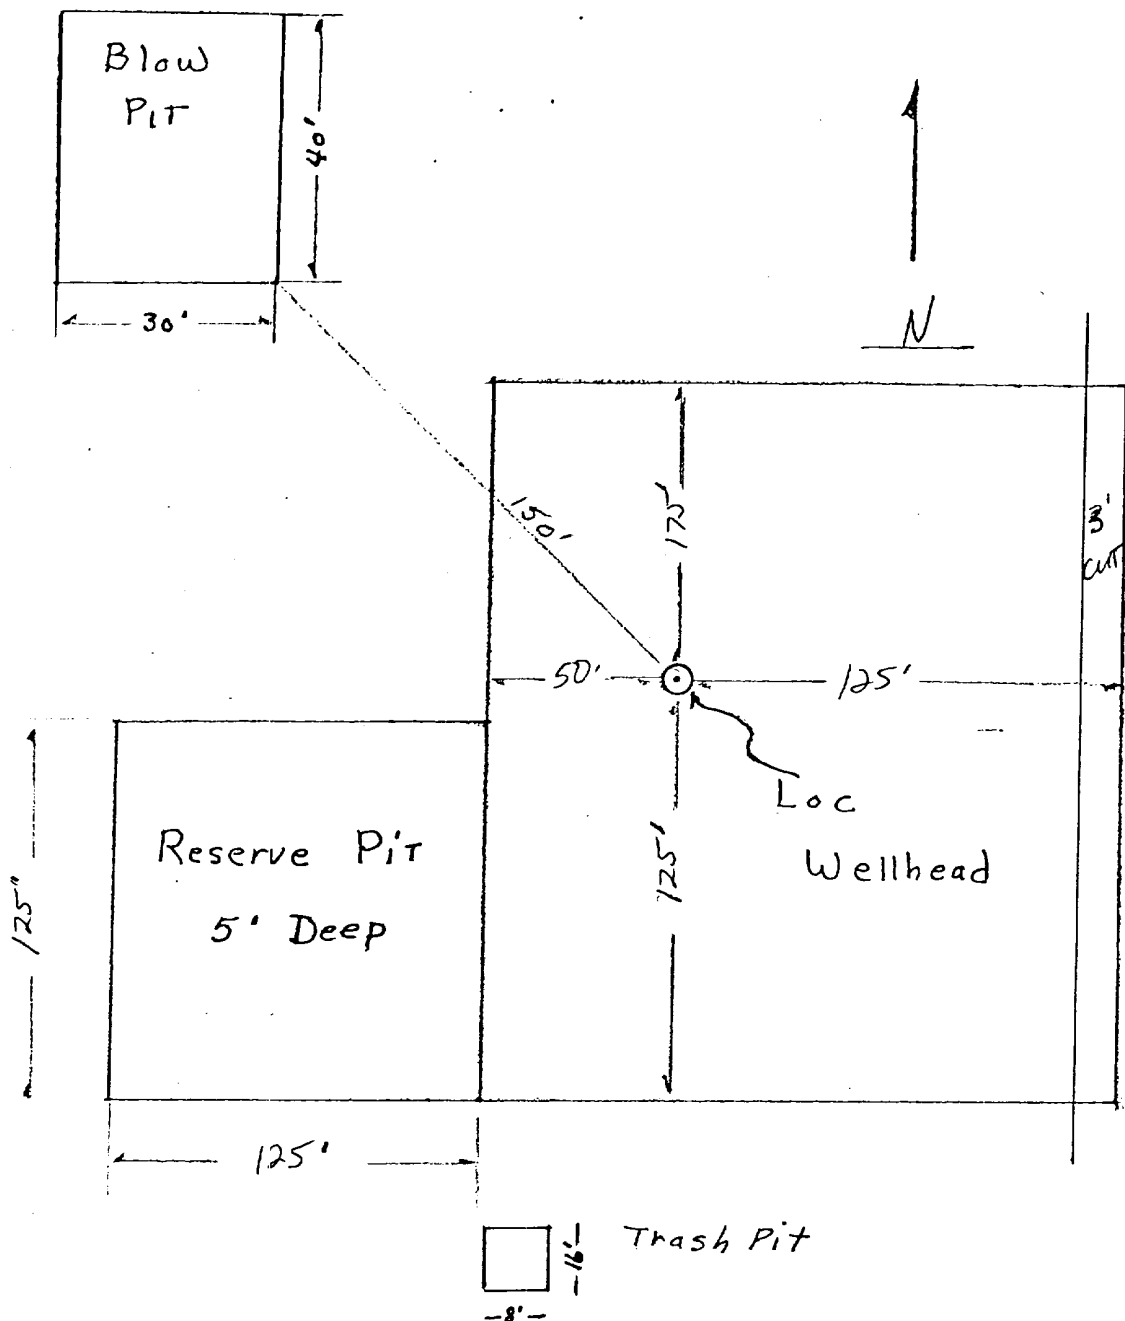 Blow
PIT
40'
30'
N
150'
175'
3'
CUT
50'
125'
Loc
Wellhead
125'
Reserve PiT
5' Deep
125"
125'
Trash Pit
16'
8'